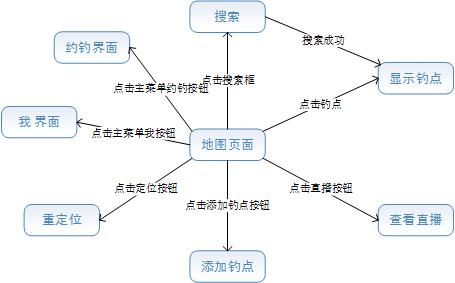 搜索
搜索成功
约钓界面
点击搜索框
显示钓点
点击主菜单约钓按钮
点击钓点
我 界面
点击主菜单我按钮
地图页面
点击定位按钮
点击直播按钮
点击添加钓点按钮
重定位
查看直播
添加钓点